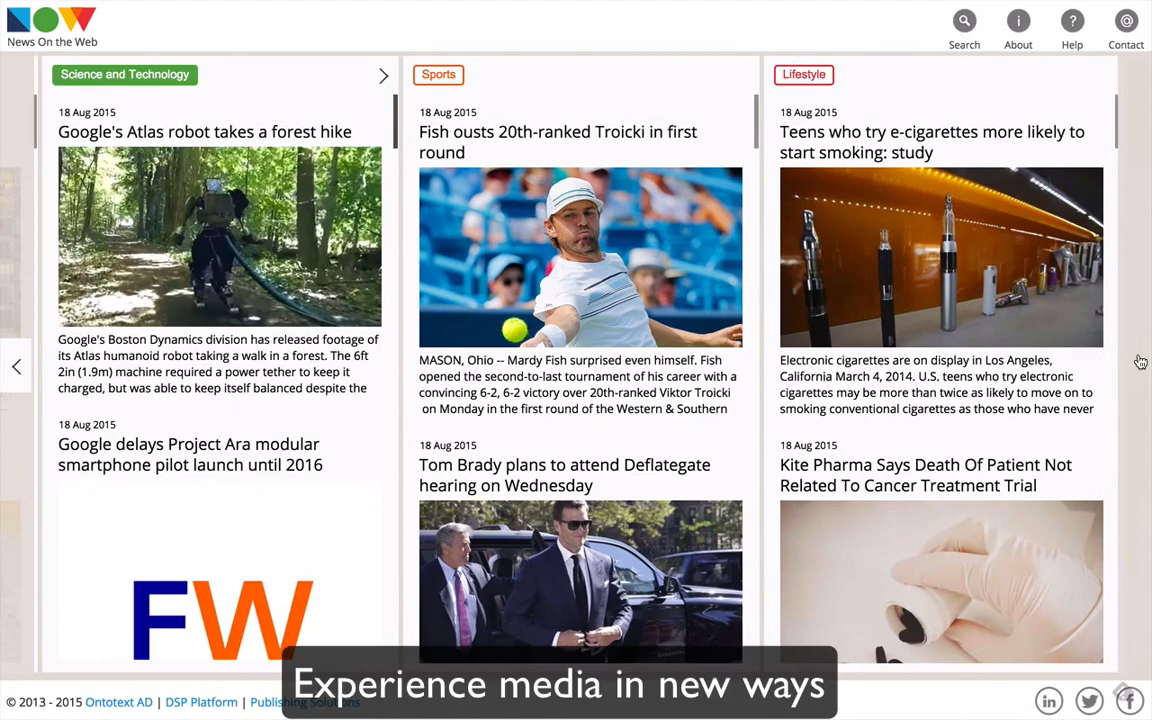 News On the Web
Search
About
Help
Contact
Science and Technology
18 Aug 2015
Google's Atlas robot takes a forest hike
Google's Boston Dynamics division has released footage of
its Atlas humanoid robot taking a walk in a forest. The 6ft
2in (1.9m) machine required a power tether to keep it
charged, but was able to keep itself balanced despite the
18 Aug 2015
Google delays Project Ara modular
smartphone pilot launch until 2016
FW
Sports
18 Aug 2015
Fish ousts 20th-ranked Troicki in first
round
MASON, Ohio -- Mardy Fish surprised even himself. Fish
opened the second-to-last tournament of his career with a
convincing 6-2, 6-2 victory over 20th-ranked Viktor Troicki
on Monday in the first round of the Western & Southern
18 Aug 2015
Tom Brady plans to attend Deflategate
hearing on Wednesday
Lifestyle
18 Aug 2015
Teens who try e-cigarettes more likely to
start smoking: study
Electronic cigarettes are on display in Los Angeles,
California March 4, 2014. U.S. teens who try electronic
cigarettes may be more than twice as likely to move on to
smoking conventional cigarettes as those who have never
18 Aug 2015
Kite Pharma Says Death Of Patient Not
Related To Cancer Treatment Trial
Experience media in new ways
© 2013 - 2015 Ontotext AD | DSP Platform | Publishing Solutions